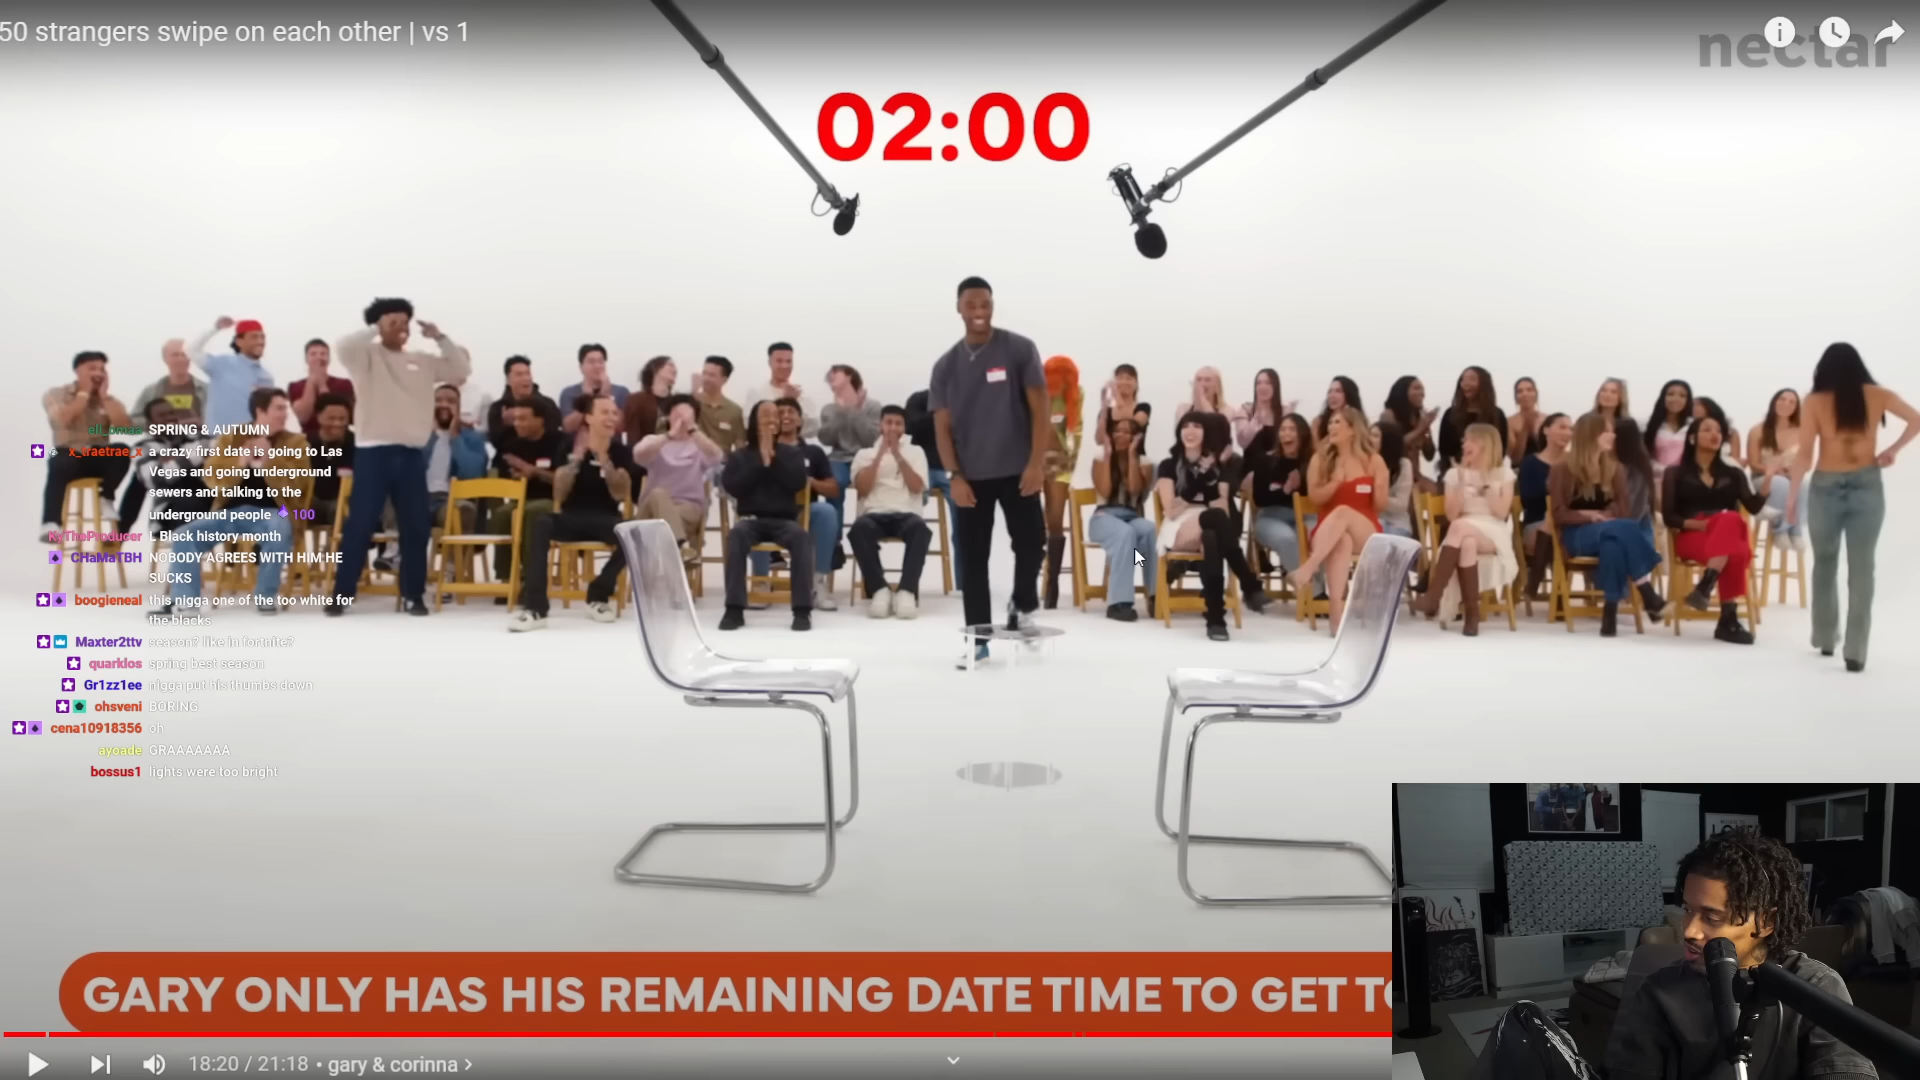 50 strangers swipe on each other | vs 1
nectar
02:00
ell_omaa SPRING & AUTUMN
x_traetrae_x a crazy first date is going to Las
Vegas and going underground
sewers and talking to the
underground people 100
KyTheProducer L Black history month
CHaMaTBH NOBODY AGREES WITH HIM HE
SUCKS
boogieneal this nigga one of the too white for
the blacks
Maxter2ttv season? like in fortnite?
quarklos spring best season
Gr1zz1ee nigga put his thumbs down
ohsveni BORING
cena10918356 oh
ayoade GRAAAAAAA
bossus1 lights were too bright
GARY ONLY HAS HIS REMAINING DATE TIME TO GET
18:20 / 21:18 • gary & corinna >